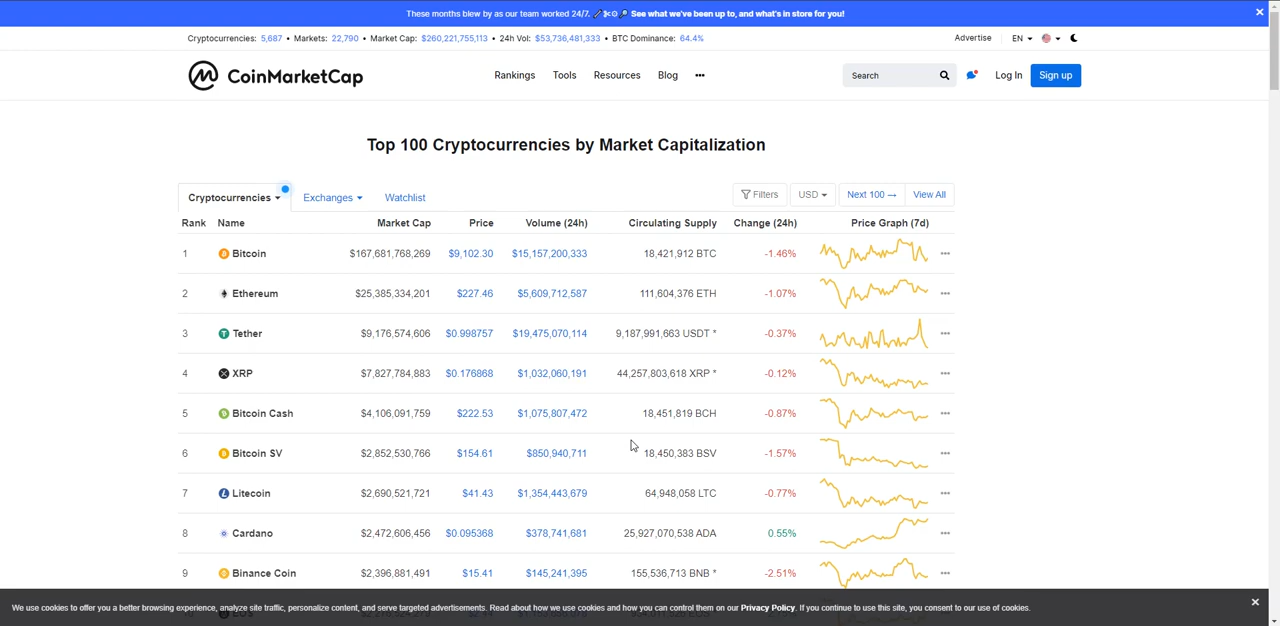 These months blew by as our team worked 24/7. See what we've been up to, and what's in store for you!
Cryptocurrencies: 5,687 • Markets: 22,790 • Market Cap: $260,221,755,113 • 24h Vol: $53,736,481,333 • BTC Dominance: 64.4%
Advertise EN
CoinMarketCap
Rankings Tools Resources Blog
Search
Log In Sign up
Top 100 Cryptocurrencies by Market Capitalization
Cryptocurrencies Exchanges Watchlist
Filters USD Next 100 → View All
Rank Name Market Cap Price Volume (24h) Circulating Supply Change (24h) Price Graph (7d)
1 Bitcoin $167,681,768,269 $9,102.30 $15,157,200,333 18,421,912 BTC -1.46%
2 Ethereum $25,385,334,201 $227.46 $5,609,712,587 111,604,376 ETH -1.07%
3 Tether $9,176,574,606 $0.998757 $19,475,070,114 9,187,991,663 USDT * -0.37%
4 XRP $7,827,784,883 $0.176868 $1,032,060,191 44,257,803,618 XRP * -0.12%
5 Bitcoin Cash $4,106,091,759 $222.53 $1,075,807,472 18,451,819 BCH -0.87%
6 Bitcoin SV $2,852,530,766 $154.61 $850,940,711 18,450,383 BSV -1.57%
7 Litecoin $2,690,521,721 $41.43 $1,354,443,679 64,948,058 LTC -0.77%
8 Cardano $2,472,606,456 $0.095368 $378,741,681 25,927,070,538 ADA 0.55%
9 Binance Coin $2,396,881,491 $15.41 $145,241,395 155,536,713 BNB * -2.51%
We use cookies to offer you a better browsing experience, analyze site traffic, personalize content, and serve targeted advertisements. Read about how we use cookies and how you can control them on our Privacy Policy. If you continue to use this site, you consent to our use of cookies.